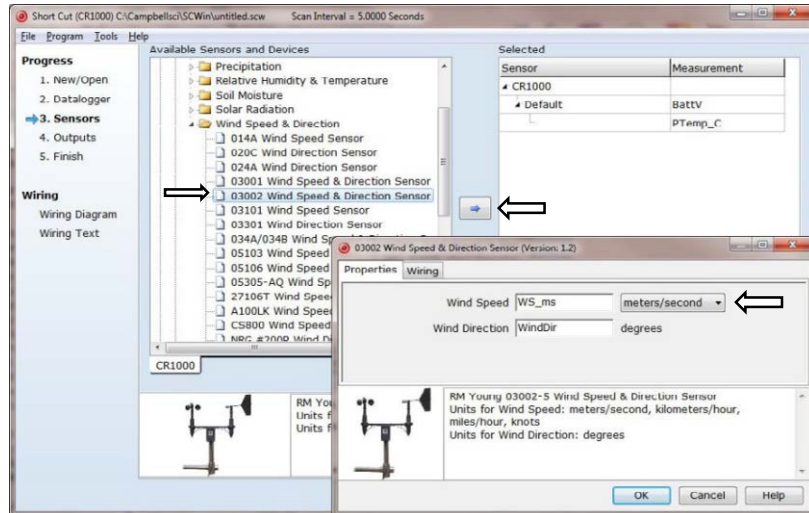 Short Cut (CR1000) C:\Campbellsci\SCWin\untitled.scw Scan Interval = 5.0000 Seconds
File Program Tools Help
Progress
1. New/Open
2. Datalogger
3. Sensors
4. Outputs
5. Finish
Wiring
Wiring Diagram
Wiring Text
Available Sensors and Devices
Precipitation
Relative Humidity & Temperature
Soil Moisture
Solar Radiation
Wind Speed & Direction
014A Wind Speed Sensor
020C Wind Direction Sensor
024A Wind Direction Sensor
03001 Wind Speed & Direction Sensor
03002 Wind Speed & Direction Sensor
03101 Wind Speed Sensor
03301 Wind Direction Sensor
034A/034B Wind
05103 Wind Speed
05106 Wind Speed
05305-AQ Wind Sp
27106T Wind Spee
A100LK Wind Speed
CS800 Wind Speed
NRG #200P Wind D
CR1000
RM You
Units f
Units f
Selected
Sensor Measurement
CR1000
Default BattV
PTemp_C
03002 Wind Speed & Direction Sensor (Version: 1.2)
Properties Wiring
Wind Speed WS_ms meters/second
Wind Direction WindDir degrees
RM Young 03002-5 Wind Speed & Direction Sensor
Units for Wind Speed: meters/second, kilometers/hour,
miles/hour, knots
Units for Wind Direction: degrees
OK Cancel Help